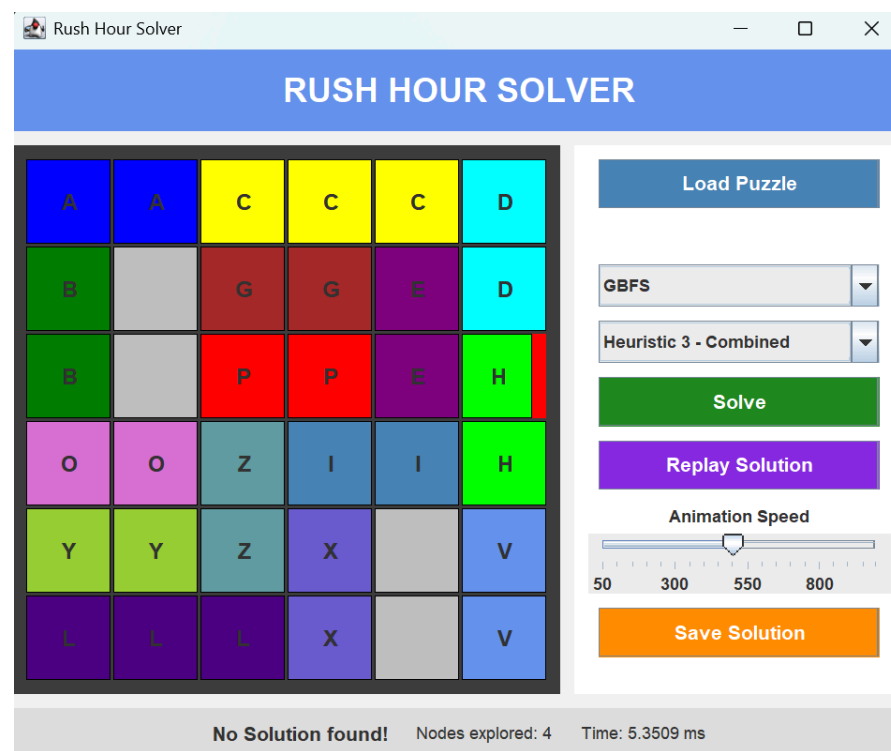 Rush Hour Solver
RUSH HOUR SOLVER
A A C C C D
B G G E D
B P P E H
O O Z I I H
Y Y Z X V
L L L X V
Load Puzzle
GBFS
Heuristic 3 - Combined
Solve
Replay Solution
Animation Speed
50 300 550 800
Save Solution
No Solution found! Nodes explored: 4 Time: 5.3509 ms